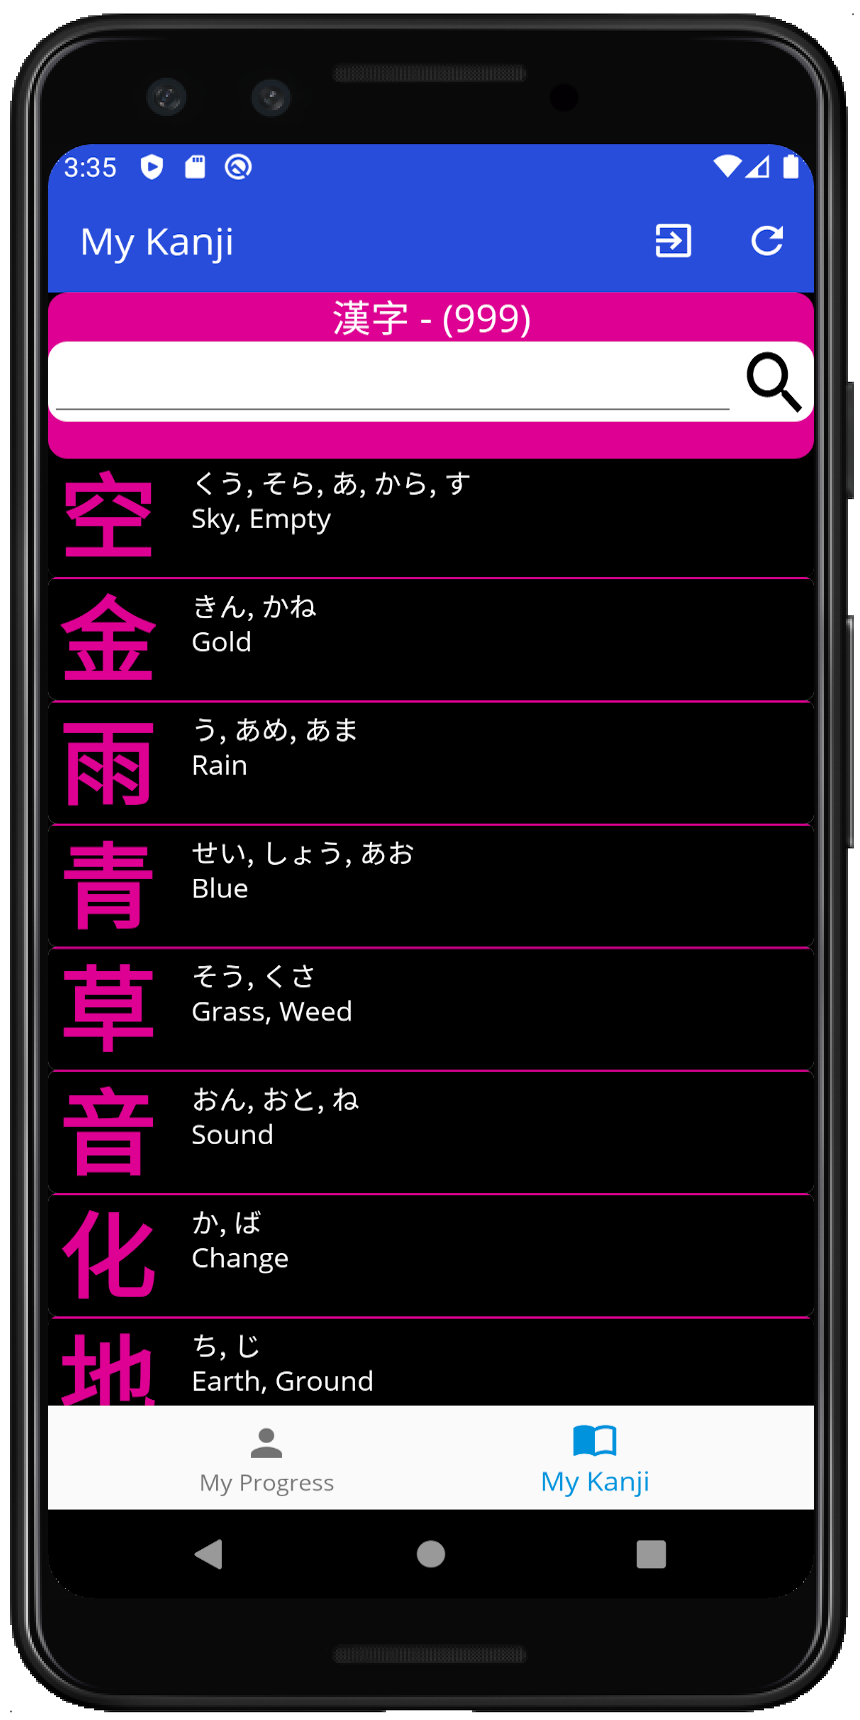 3:35
My Kanji
漢字 - (999)
空
くう, そら, あ, から, す
Sky, Empty
金
きん, かね
Gold
雨
う, あめ, あま
Rain
青
せい, しょう, あお
Blue
草
そう, くさ
Grass, Weed
音
おん, おと, ね
Sound
化
か, ば
Change
地
ち, じ
Earth, Ground
My Progress
My Kanji